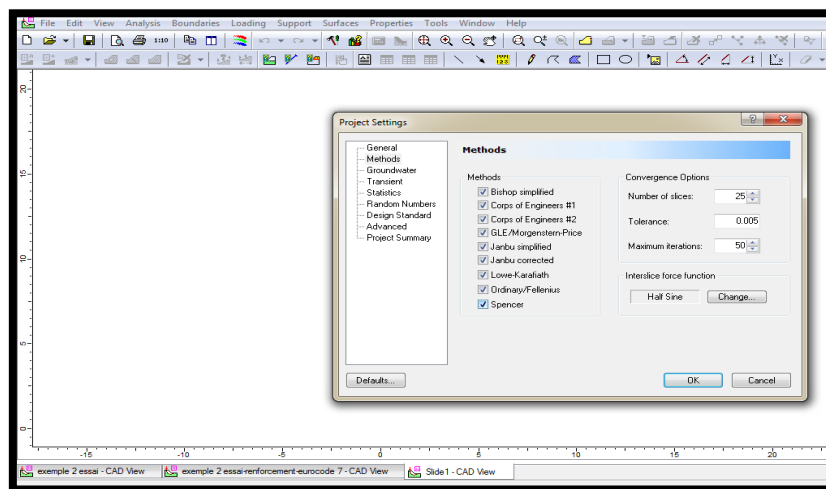 File Edit View Analysis Boundaries Loading Support Surfaces Properties Tools Window Help
1:10
Project Settings
General
Methods
Groundwater
Transient
Statistics
Random Numbers
Design Standard
Advanced
Project Summary
Methods
Methods
Bishop simplified
Corps of Engineers #1
Corps of Engineers #2
GLE/Morgenstern-Price
Janbu simplified
Janbu corrected
Lowe-Karafiath
Ordinary/Fellenius
Spencer
Convergence Options
Number of slices: 25
Tolerance: 0.005
Maximum iterations: 50
Interslice force function
Half Sine Change...
Defaults... OK Cancel
20
15
10
5
0
-15 -10 -5 0 5 10 15 20
exemple 2 essai - CAD View exemple 2 essai-renforcement-eurocode 7 - CAD View Slide1 - CAD View